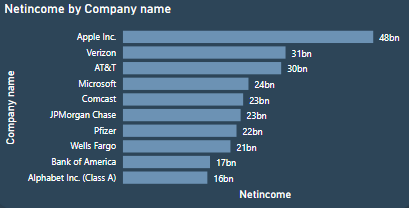 Netincome by Company name
Company name
Apple Inc. 48bn
Verizon 31bn
AT&T 30bn
Microsoft 24bn
Comcast 23bn
JPMorgan Chase 23bn
Pfizer 22bn
Wells Fargo 21bn
Bank of America 17bn
Alphabet Inc. (Class A) 16bn
Netincome